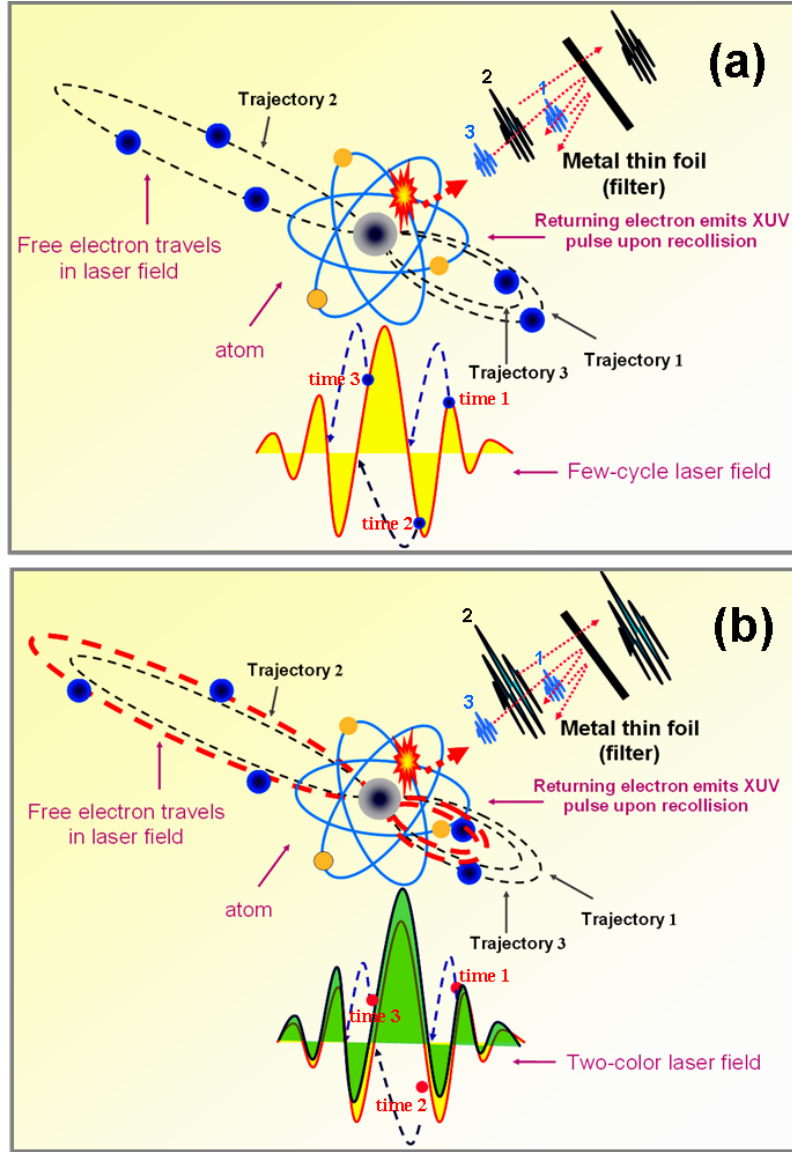 (a)
Trajectory 2
2
1
3
Metal thin foil
(filter)
Returning electron emits XUV
pulse upon recollision
Free electron travels
in laser field
atom
Trajectory 3
Trajectory 1
time 3
time 1
Few-cycle laser field
time 2
(b)
2
Trajectory 2
1
3
Metal thin foil
(filter)
Returning electron emits XUV
pulse upon recollision
Free electron travels
in laser field
atom
Trajectory 1
Trajectory 3
time 1
time 3
Two-color laser field
time 2